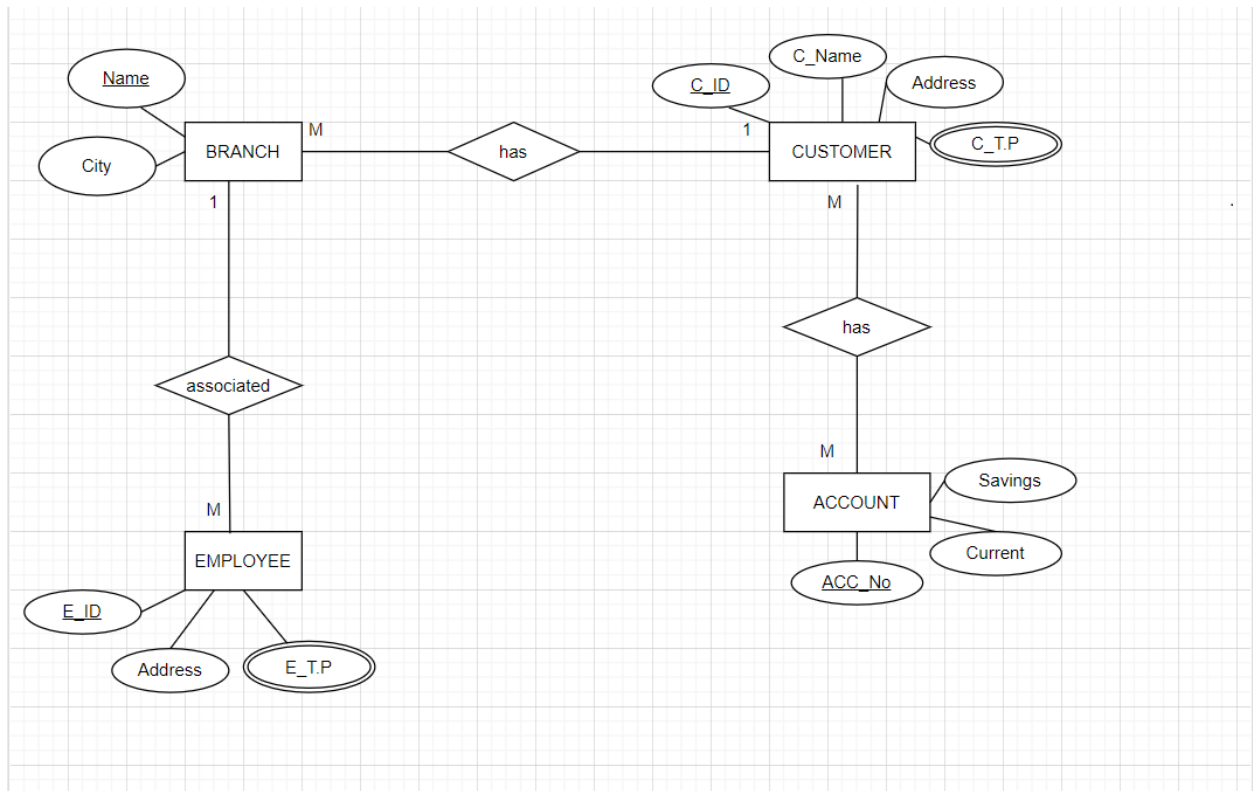 C_Name
Name
C_ID
Address
M
1
C_T.P
BRANCH
has
CUSTOMER
City
1
M
has
associated
M
Savings
ACCOUNT
M
Current
EMPLOYEE
ACC_No
E_ID
Address
E_T.P